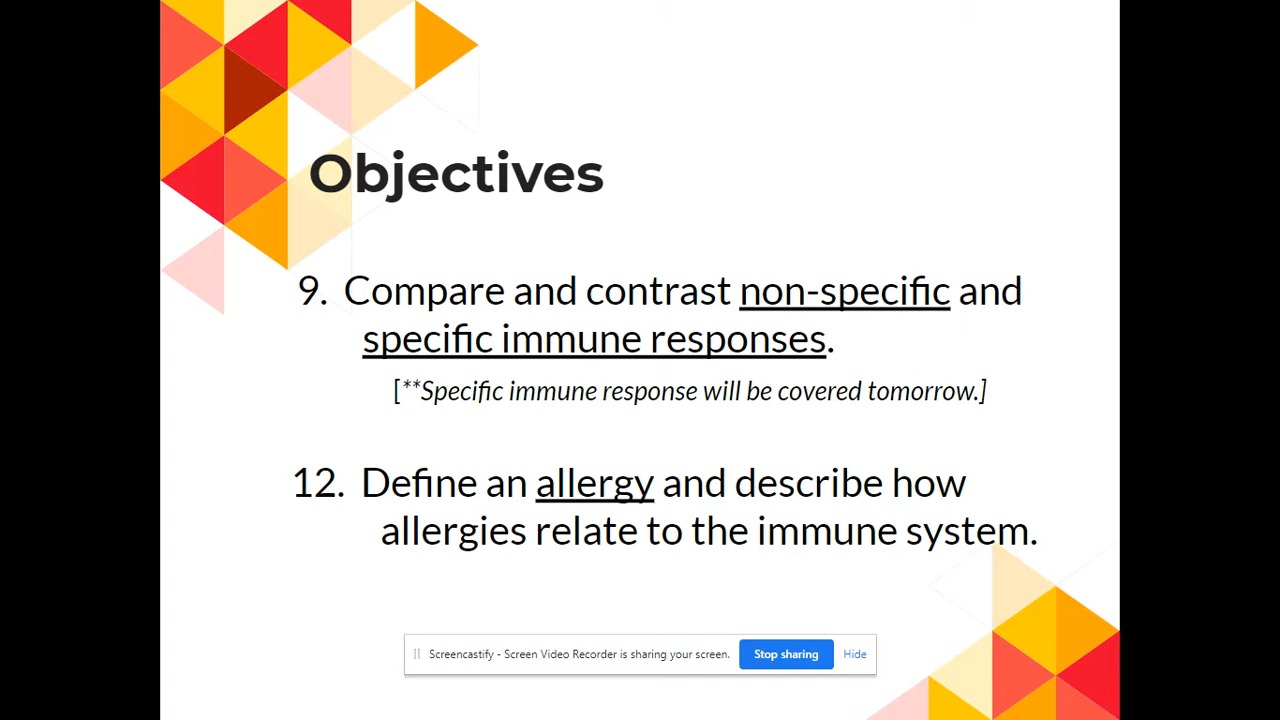 Objectives
9. Compare and contrast non-specific and
specific immune responses.
[**Specific immune response will be covered tomorrow.]
12. Define an allergy and describe how
allergies relate to the immune system.
Screencastify - Screen Video Recorder is sharing your screen. Stop sharing Hide